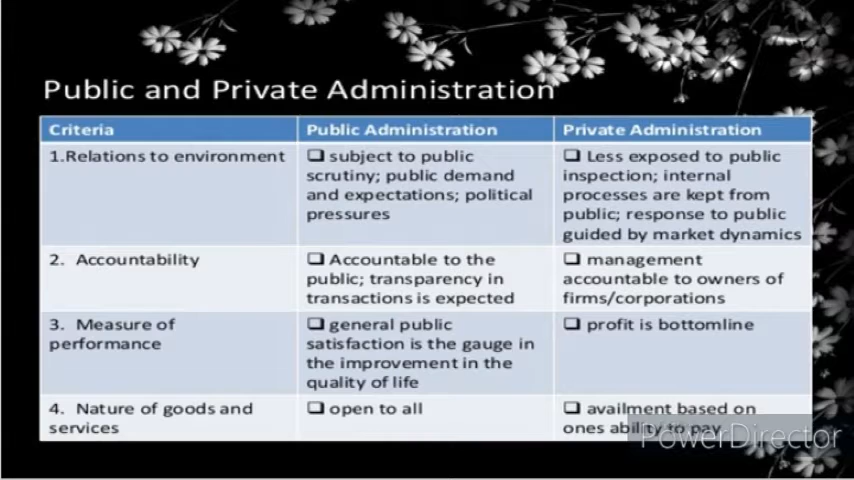 Public and Private Administration
Criteria
Public Administration
Private Administration
1.Relations to environment
❑ subject to public
scrutiny; public demand
and expectations; political
pressures
❑ Less exposed to public
inspection; internal
processes are kept from
public; response to public
guided by market dynamics
2. Accountability
❑ Accountable to the
public; transparency in
transactions is expected
❑ management
accountable to owners of
firms/corporations
3. Measure of
performance
❑ general public
satisfaction is the gauge in
the improvement in the
quality of life
❑ profit is bottomline
4. Nature of goods and
services
❑ open to all
❑ availment based on
ones ability to pay
PowerDirector